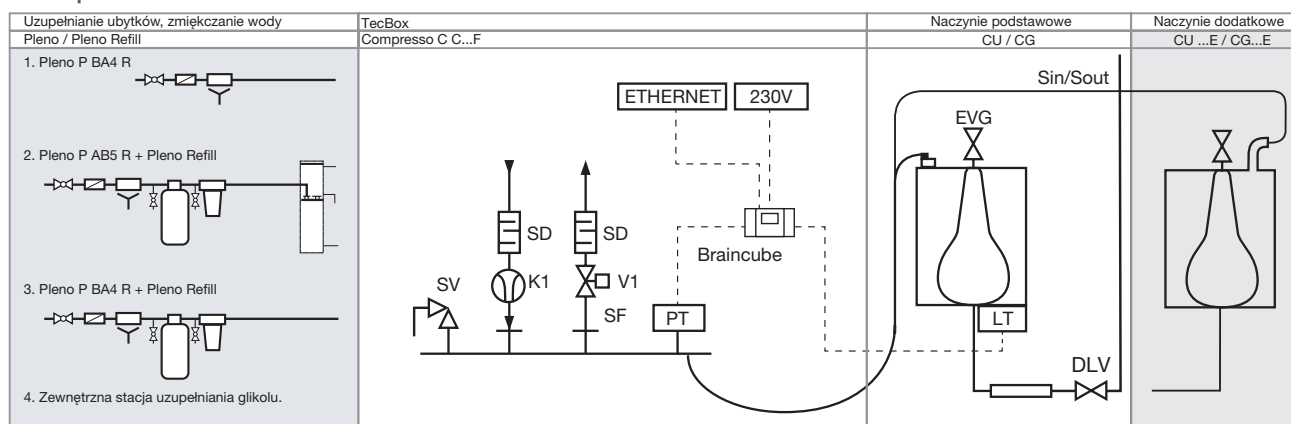 Uzupełnianie ubytków, zmiękczanie wody
TecBox
Naczynie podstawowe
Naczynie dodatkowe
Pleno / Pleno Refill
Compresso C C...F
CU / CG
CU ...E / CG...E
1. Pleno P BA4 R
2. Pleno P AB5 R + Pleno Refill
3. Pleno P BA4 R + Pleno Refill
4. Zewnętrzna stacja uzupełniania glikolu.
ETHERNET
230V
SD
SD
Braincube
SV
K1
V1
SF
PT
Sin/Sout
EVG
LT
DLV